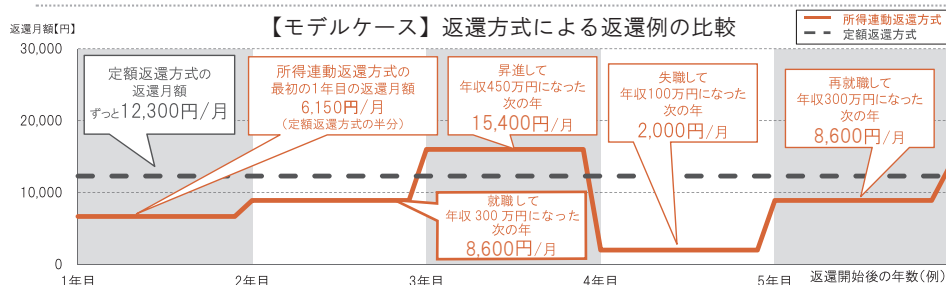 【モデルケース】返還方式による返還例の比較
所得連動返還方式
定額返還方式
返還月額【円】
30,000
20,000
10,000
0
定額返還方式の
返還月額
ずっと12,300円/月
所得連動返還方式の
最初の1年目の返還月額
6,150円/月
(定額返還方式の半分)
昇進して
年収450万円になった
次の年
15,400円/月
失職して
年収100万円になった
次の年
2,000円/月
再就職して
年収300万円になった
次の年
8,600円/月
就職して
年収300万円になった
次の年
8,600円/月
1年目
2年目
3年目
4年目
5年目
返還開始後の年数(例)